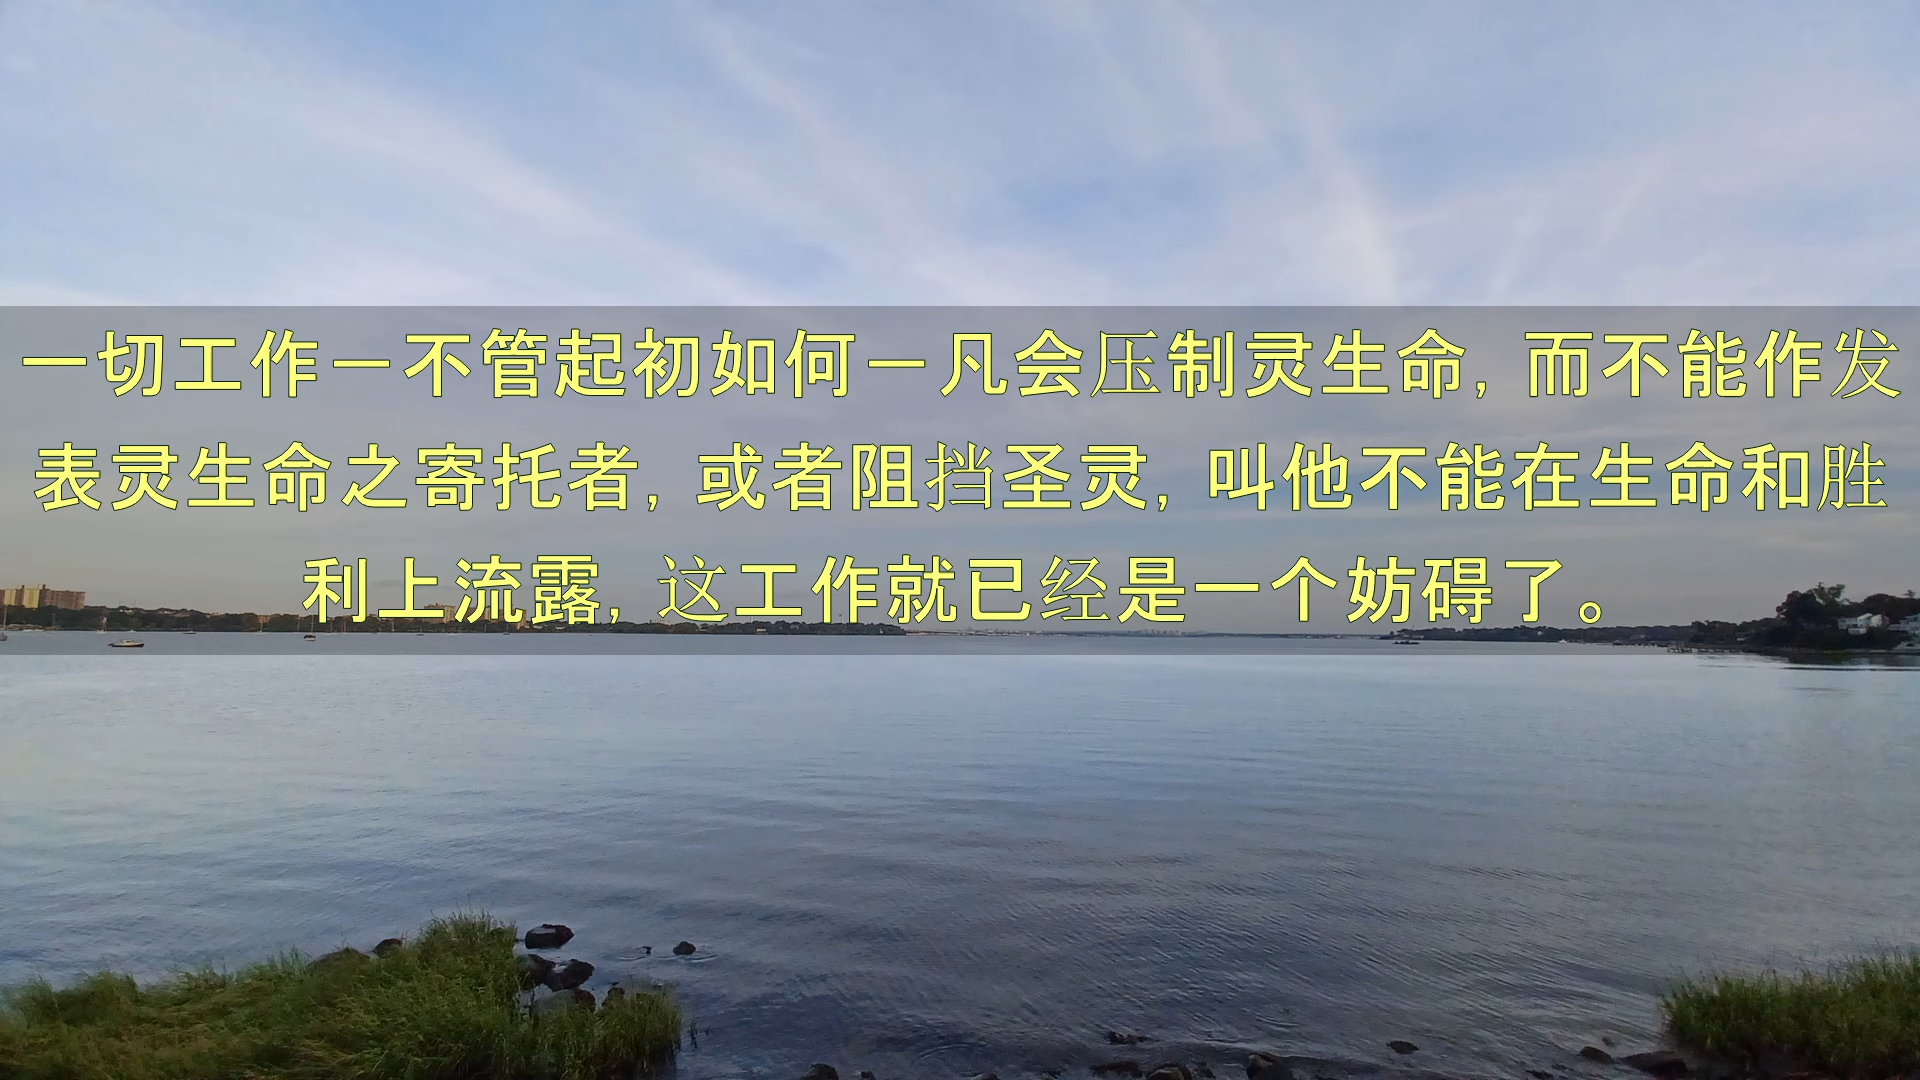 一切工作－不管起初如何－凡会压制灵生命, 而不能作发
表灵生命之寄托者, 或者阻挡圣灵, 叫他不能在生命和胜
利上流露, 这工作就已经是一个妨碍了。